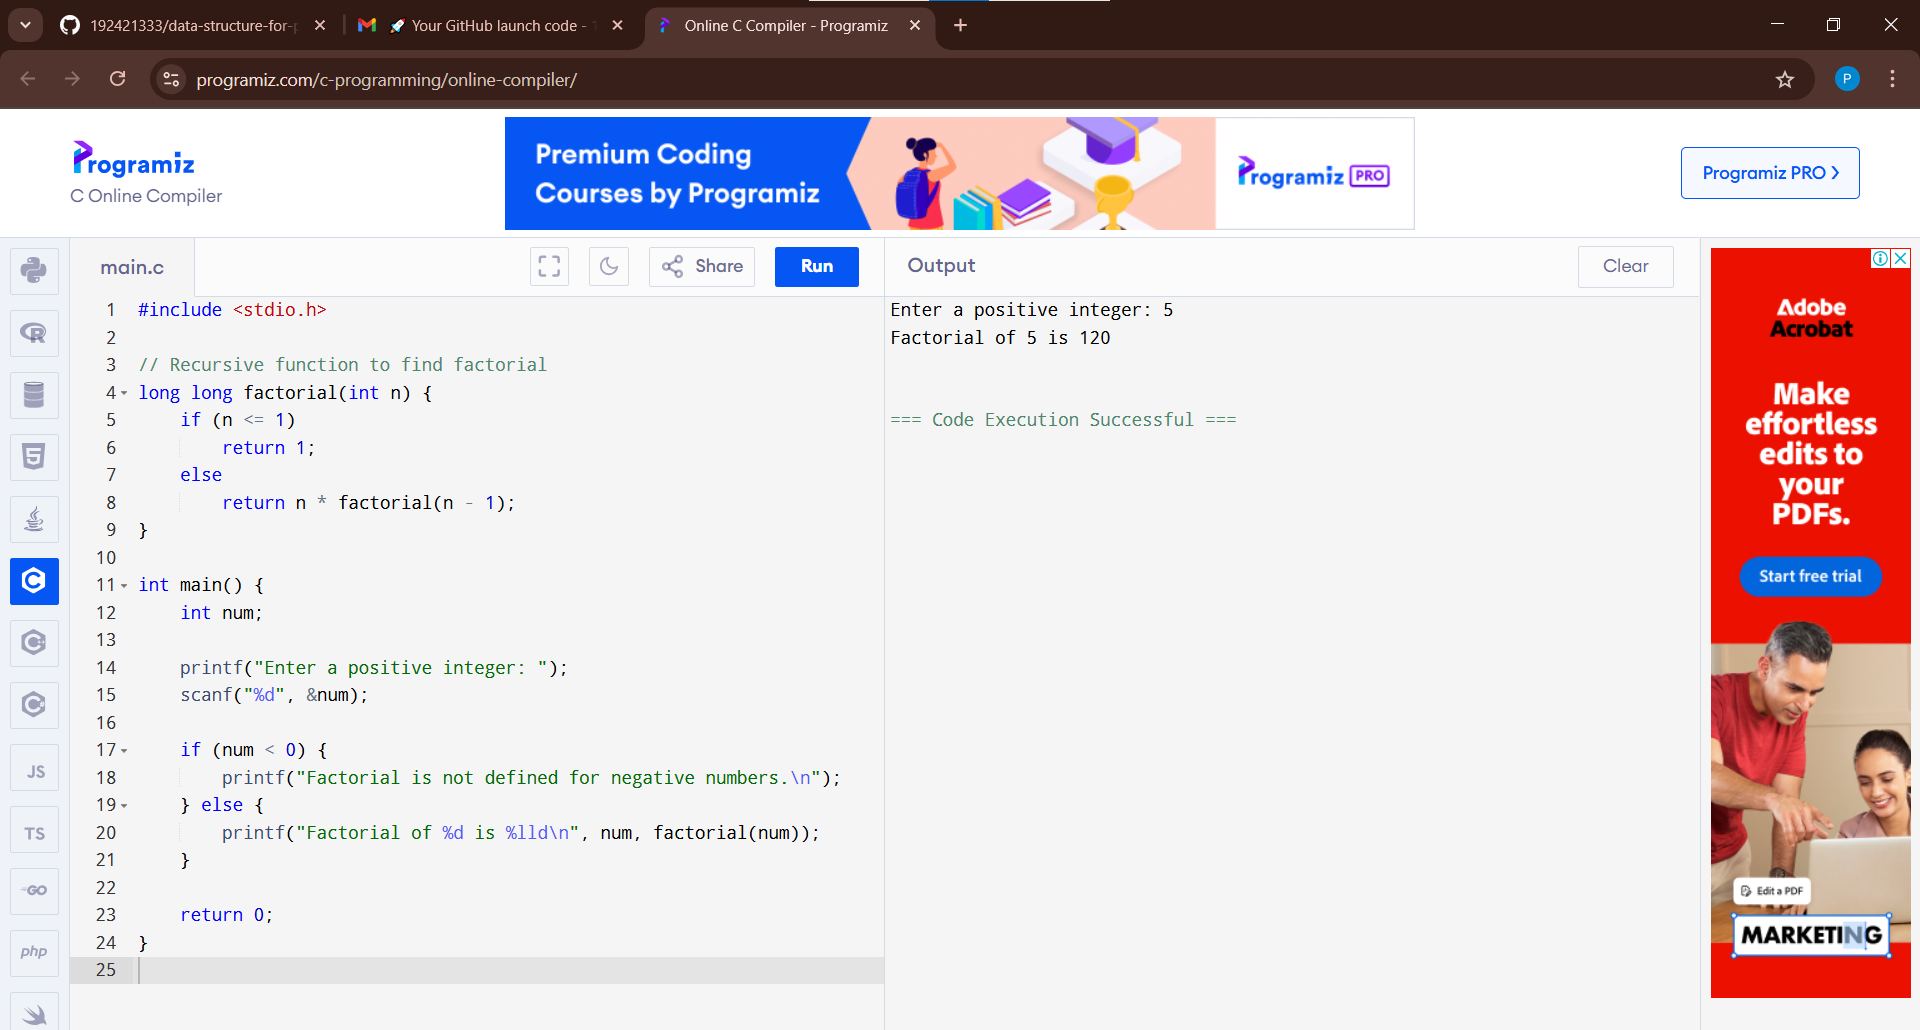 192421333/data-structure-for-p
🚀 Your GitHub launch code - 1
Online C Compiler - Programiz
programiz.com/c-programming/online-compiler/
P
Programiz
C Online Compiler
Premium Coding
Courses by Programiz
Programiz PRO
Programiz PRO >
main.c
Share
Run
Output
Clear
1 #include <stdio.h>
2
3 // Recursive function to find factorial
4 long long factorial(int n) {
5     if (n <= 1)
6         return 1;
7     else
8         return n * factorial(n - 1);
9 }
10
11 int main() {
12     int num;
13
14     printf("Enter a positive integer: ");
15     scanf("%d", &num);
16
17     if (num < 0) {
18         printf("Factorial is not defined for negative numbers.\n");
19     } else {
20         printf("Factorial of %d is %lld\n", num, factorial(num));
21     }
22
23     return 0;
24 }
25
Enter a positive integer: 5
Factorial of 5 is 120
=== Code Execution Successful ===
R
5
C
C
C
JS
TS
GO
php
Adobe
Acrobat
Make
effortless
edits to
your
PDFs.
Start free trial
Edit a PDF
MARKETING